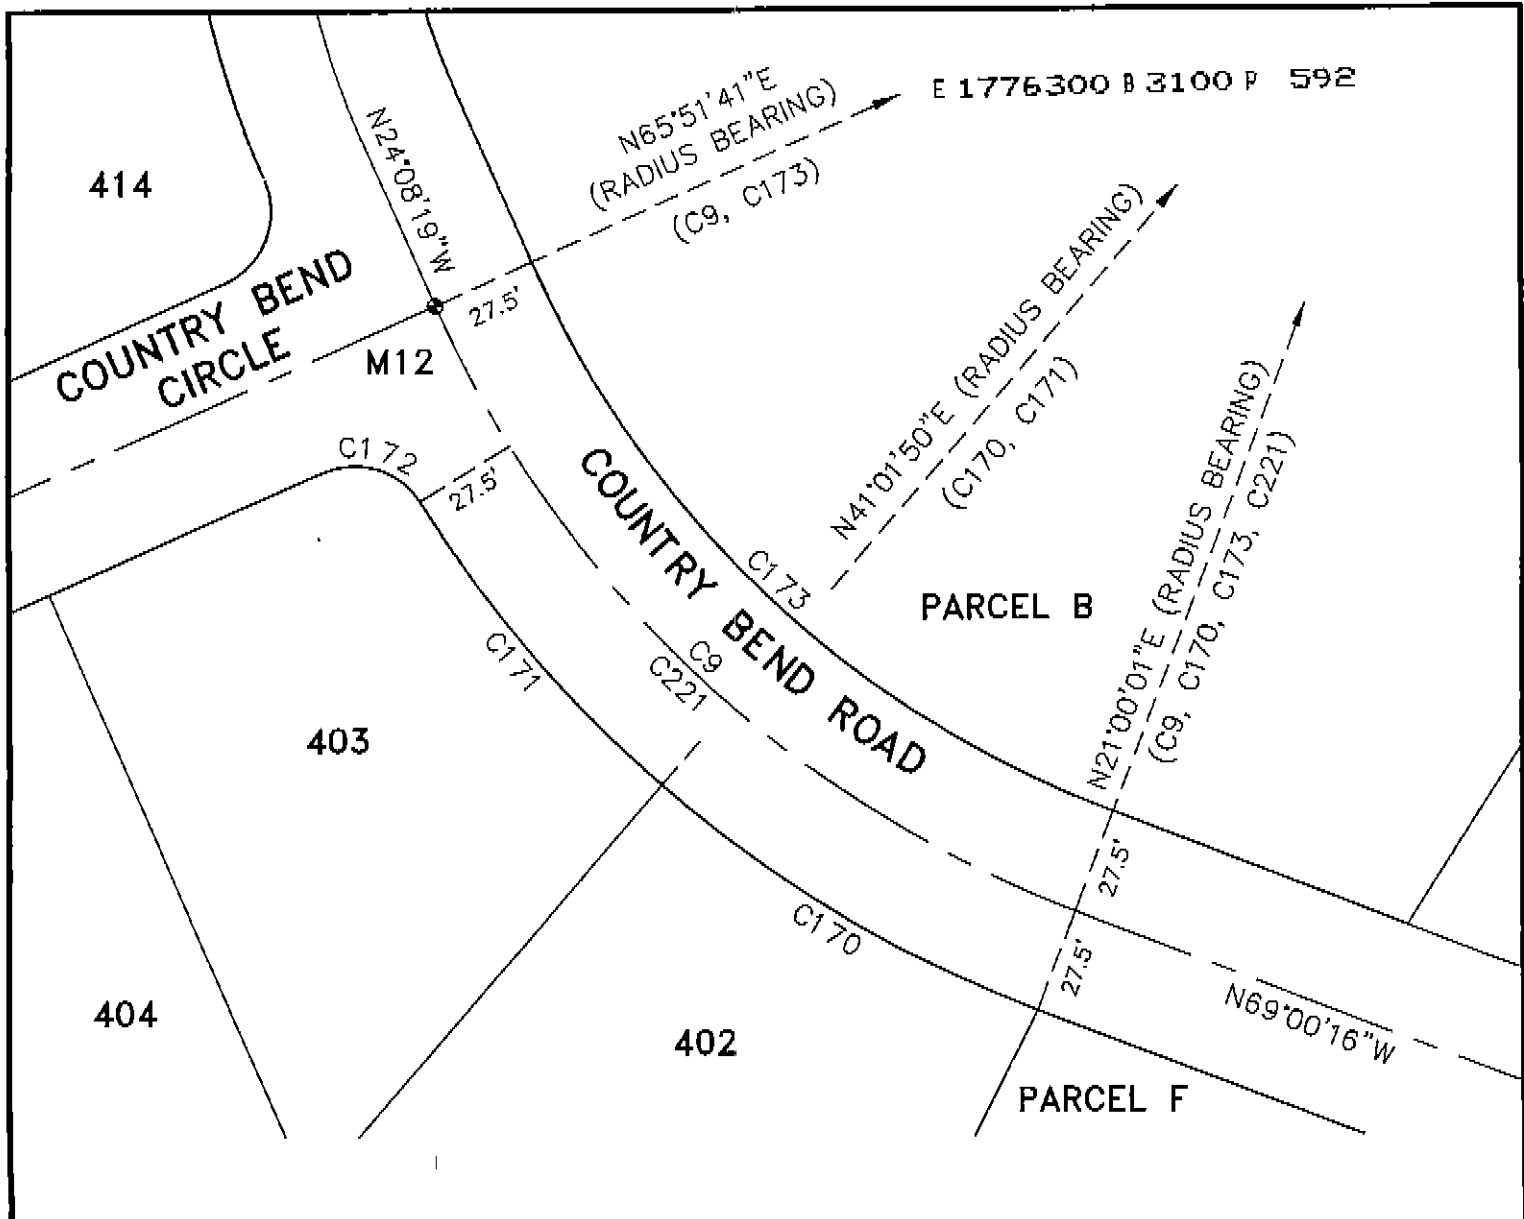 E 1776300 B 3100 P 592
N65°51'41"E
(RADIUS BEARING)
(C9, C173)
N24°08'19"W
414
COUNTRY BEND
CIRCLE
27.5'
M12
N41°01'50"E (RADIUS BEARING)
(C170, C171)
N21°00'01"E (RADIUS BEARING)
(C9, C170, C173, C221)
C172
27.5'
COUNTRY BEND ROAD
C173
PARCEL B
C171
C9
C221
403
27.5'
27.5'
C170
N69°00'16"W
404
402
PARCEL F